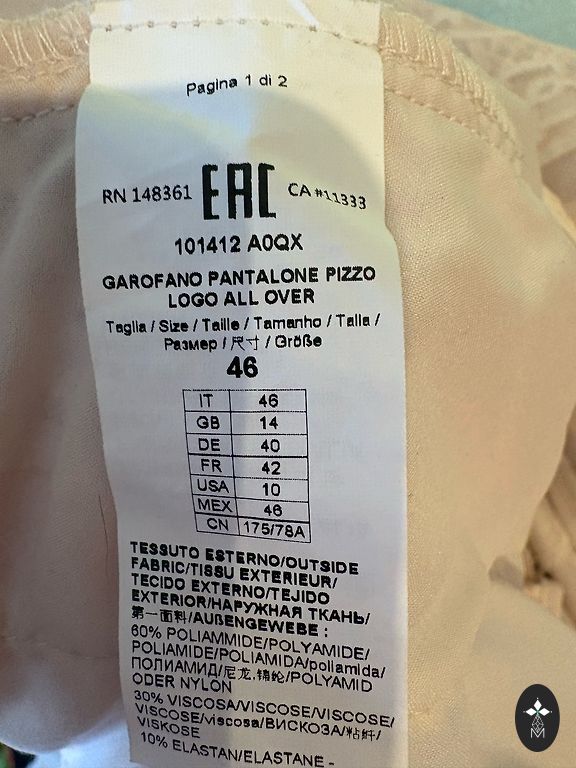 Pagina 1 di 2
RN 148361 EAC CA #11333
101412 A0QX
GAROFANO PANTALONE PIZZO
LOGO ALL OVER
Taglia / Size / Taille / Tamanho / Talla /
Размер / 尺寸 / Größe
46
IT 46
GB 14
DE 40
FR 42
USA 10
MEX 46
CN 175/78A
TESSUTO ESTERNO/OUTSIDE
FABRIC/TISSU EXTERIEUR/
TECIDO EXTERNO/TEJIDO
EXTERIOR/НАРУЖНАЯ ТКАНЬ/
第一面料/AUßENGEWEBE :
60% POLIAMMIDE/POLYAMIDE/
POLIAMIDE/POLIAMIDA/poliamida/
ПОЛИАМИД/尼龙,锦纶/POLYAMID
ODER NYLON
30% VISCOSA/VISCOSE/VISCOSE/
VISCOSE/viscosa/ВИСКОЗА/粘纤/
VISKOSE
10% ELASTAN/ELASTANE -
M